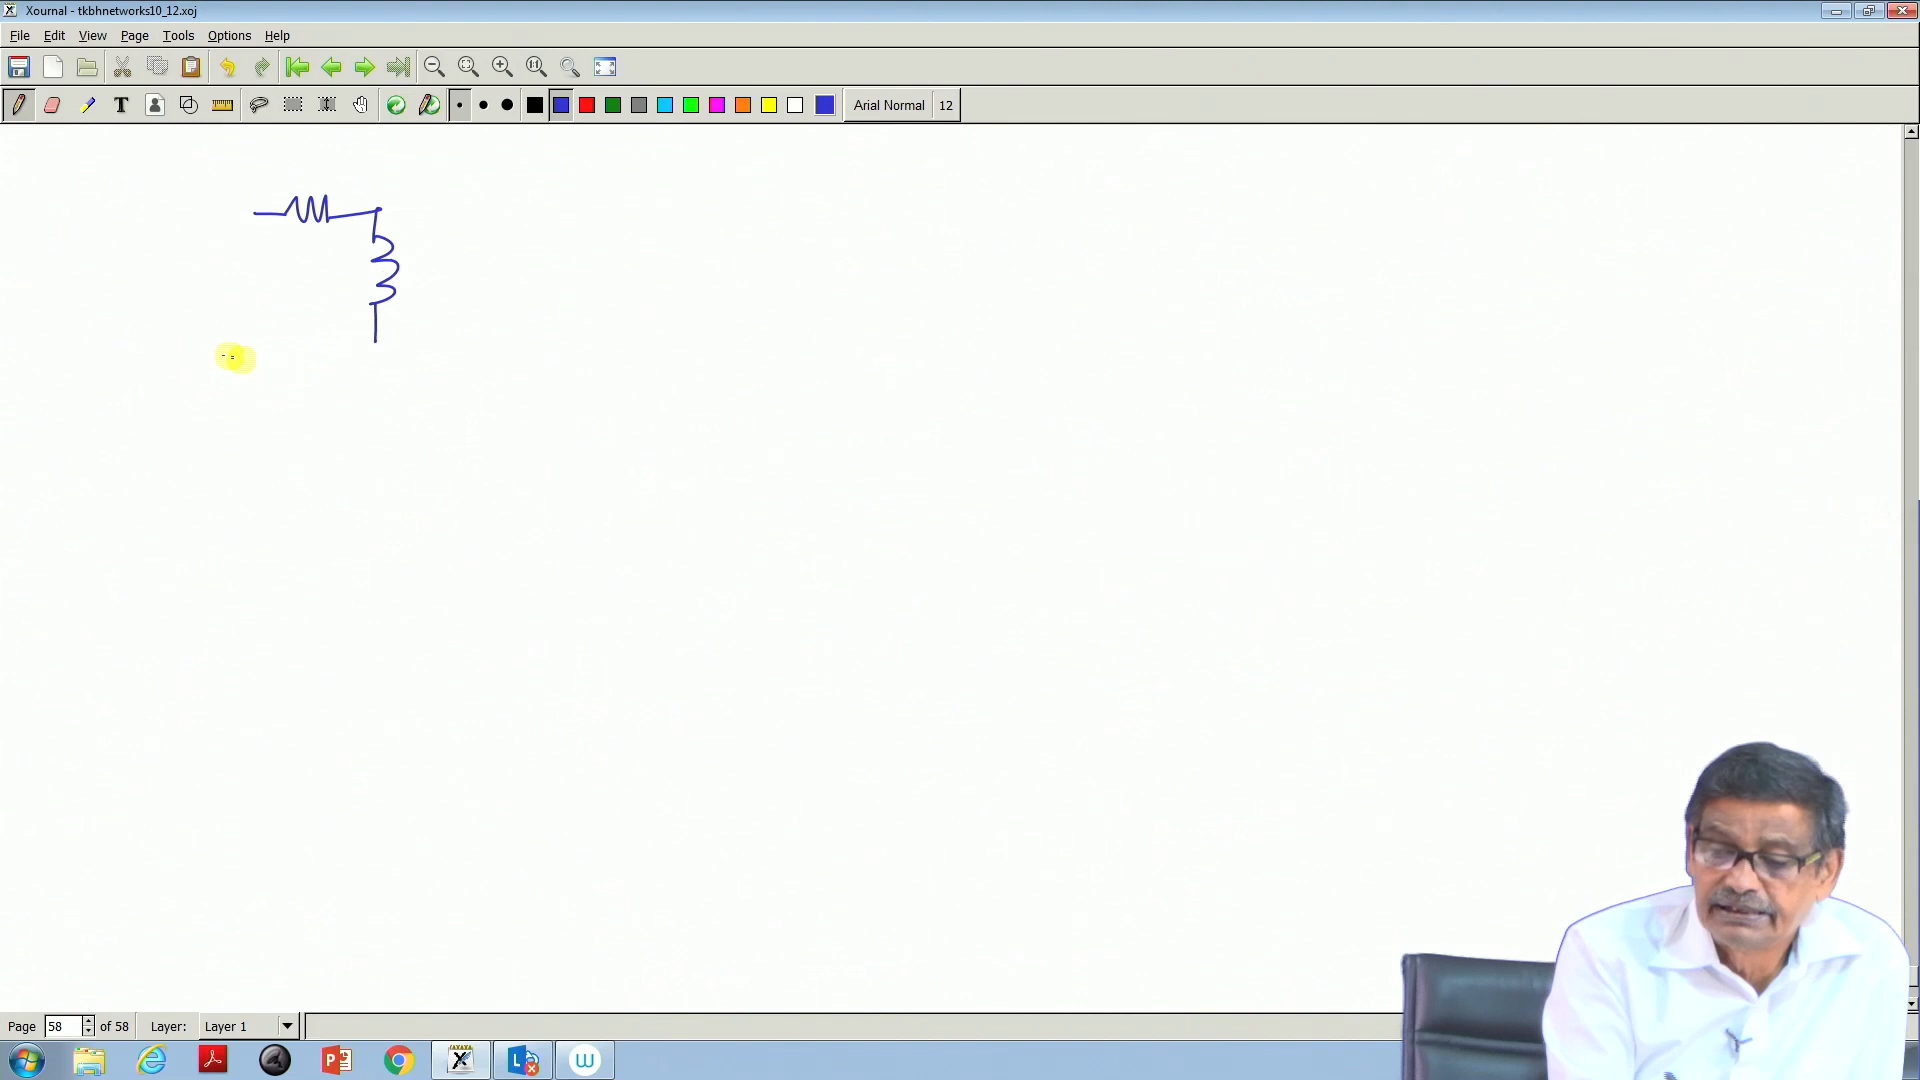 Xournal - tkbhnetworks10_12.xoj
File Edit View Page Tools Options Help
Arial Normal 12
Page 58 of 58 Layer: Layer 1